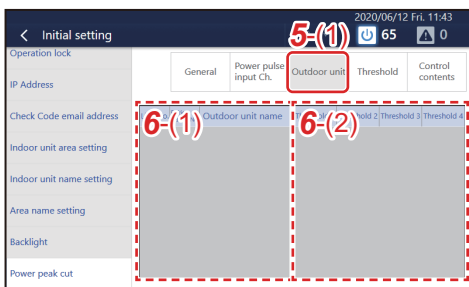 2020/06/12 Fri. 11:43
Initial setting
5-(1)
65
0
Operation lock
IP Address
Check Code email address
Indoor unit area setting
Indoor unit name setting
Area name setting
Backlight
Power peak cut
General
Power pulse
input Ch.
Outdoor unit
Threshold
Control
contents
6-(1)
Outdoor unit name
6-(2)
Threshold 3
Threshold 4